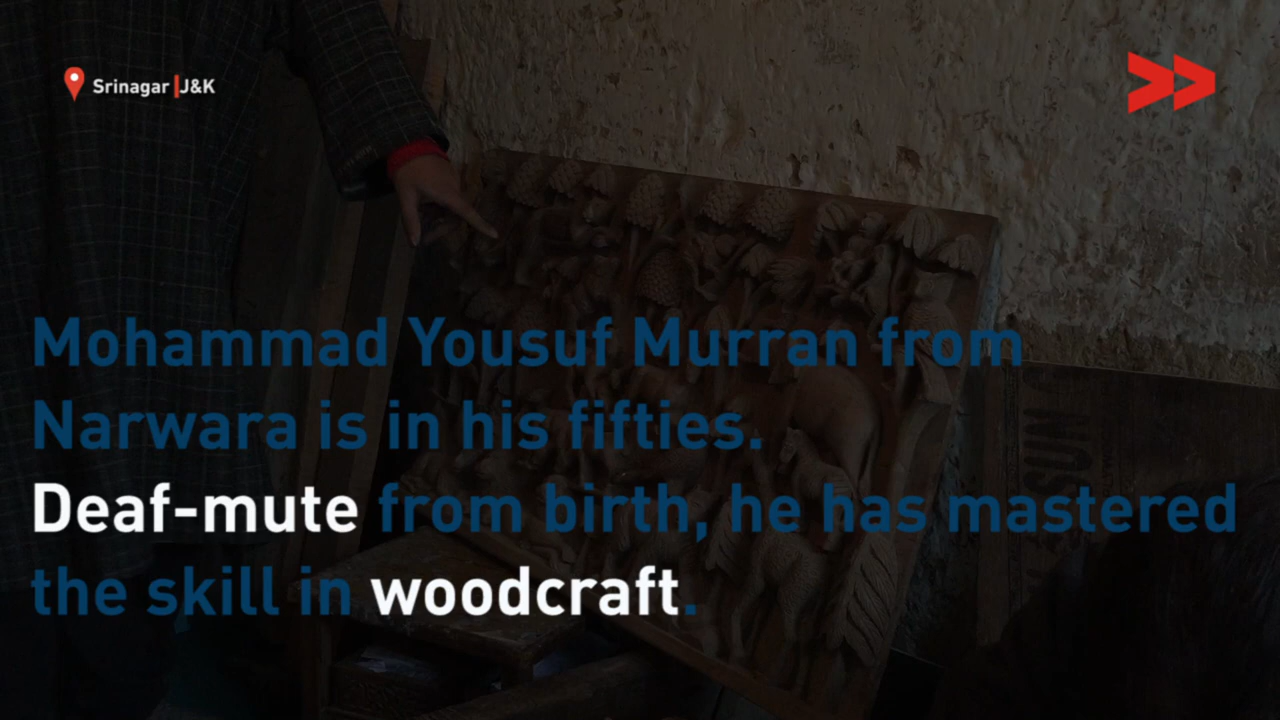 Srinagar |J&K
Mohammad Yousuf Murran from
Narwara is in his fifties.
Deaf-mute from birth, he has mastered
the skill in woodcraft.
SUN